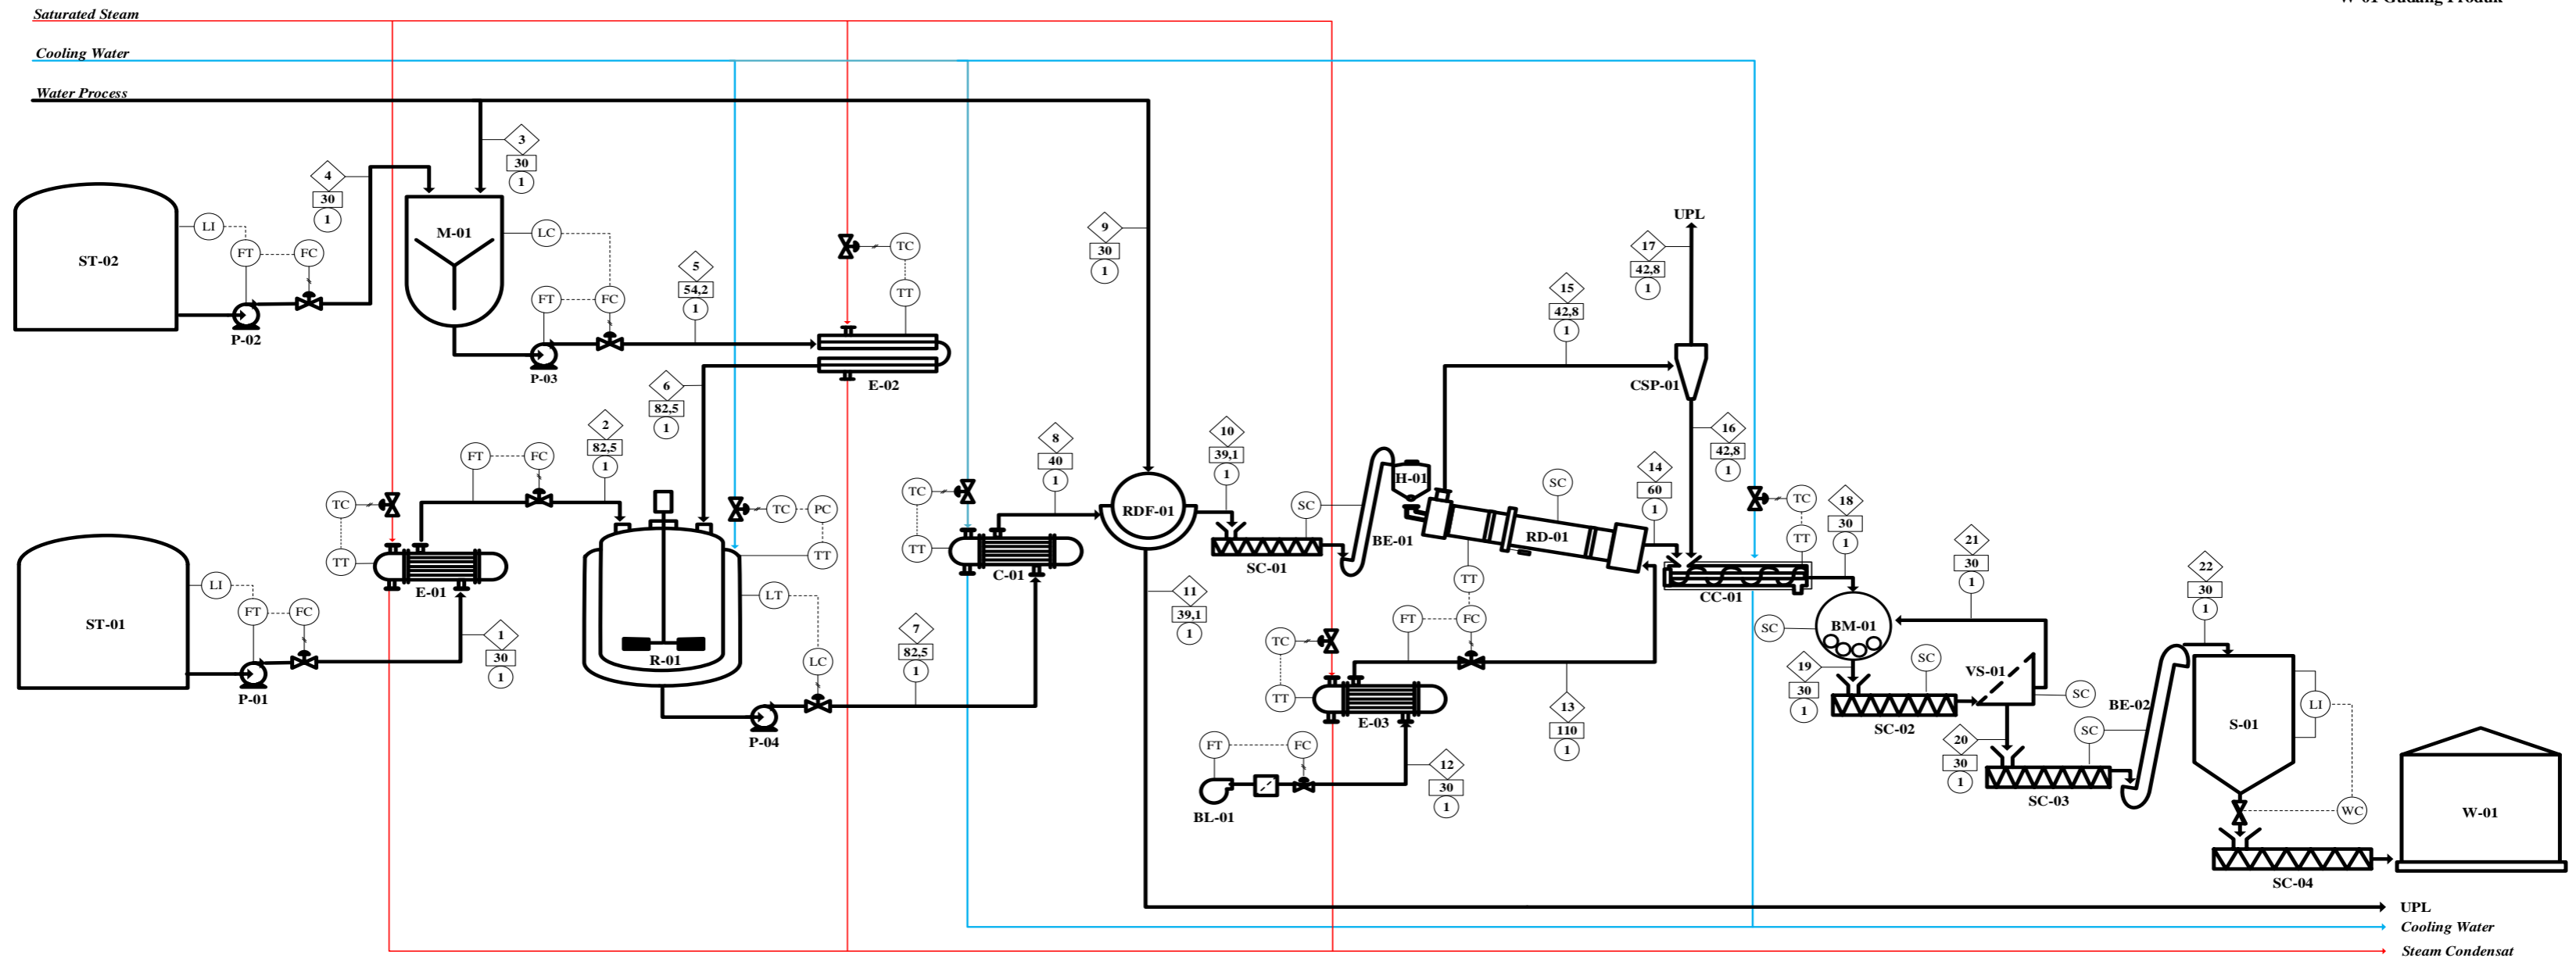 W-01 Gudang Produk
Saturated Steam
Cooling Water
Water Process
3
30
1
4
30
1
ST-02
LI
FT
FC
P-02
M-01
LC
FT
FC
P-03
5
54,2
1
TC
TT
E-02
6
82,5
1
9
30
1
UPL
17
42,8
1
15
42,8
1
CSP-01
16
42,8
1
2
82,5
1
FT
FC
TC
TT
E-01
1
30
1
ST-01
LI
FT
FC
P-01
R-01
TC
PC
TT
LT
LC
P-04
7
82,5
1
TC
TT
C-01
8
40
1
RDF-01
10
39,1
1
11
39,1
1
SC-01
SC
BE-01
H-01
SC
RD-01
14
60
1
TT
FT
FC
TC
TT
E-03
13
110
1
12
30
1
FT
FC
BL-01
TC
TT
18
30
1
CC-01
SC
BM-01
19
30
1
SC
SC-02
21
30
1
VS-01
SC
20
30
1
SC
SC-03
BE-02
22
30
1
S-01
LI
WC
SC-04
W-01
UPL
Cooling Water
Steam Condensat